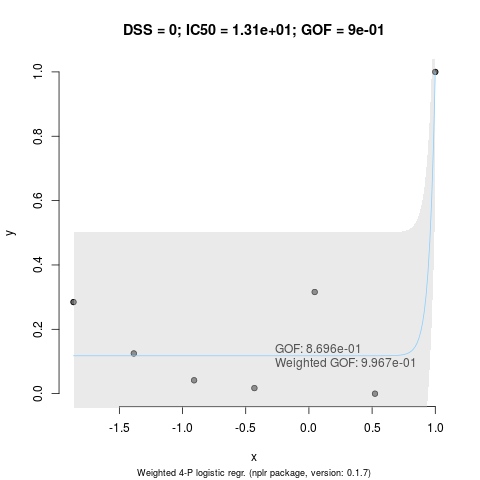 DSS = 0; IC50 = 1.31e+01; GOF = 9e-01
1.0
0.8
0.6
0.4
0.2
0.0
y
GOF: 8.696e-01
Weighted GOF: 9.967e-01
-1.5 -1.0 -0.5 0.0 0.5 1.0
x
Weighted 4-P logistic regr. (nplr package, version: 0.1.7)